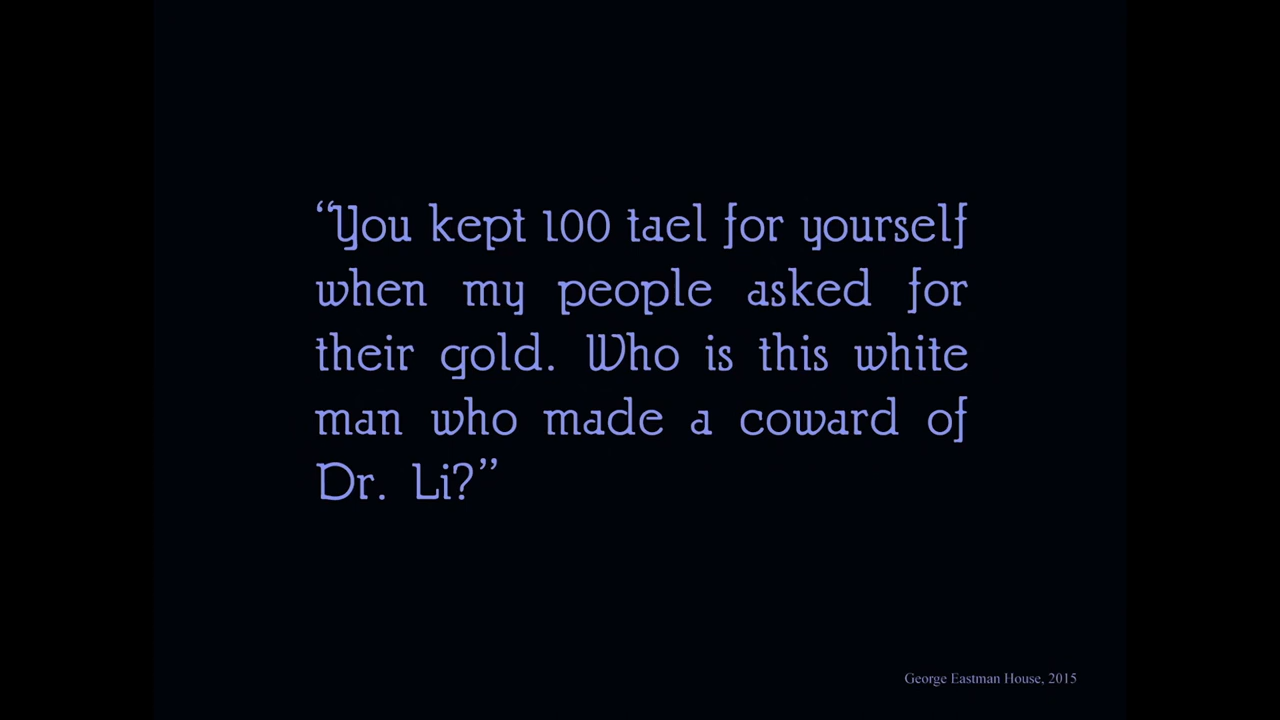 “You kept 100 tael for yourself
when my people asked for
their gold. Who is this white
man who made a coward of
Dr. Li?”
George Eastman House, 2015